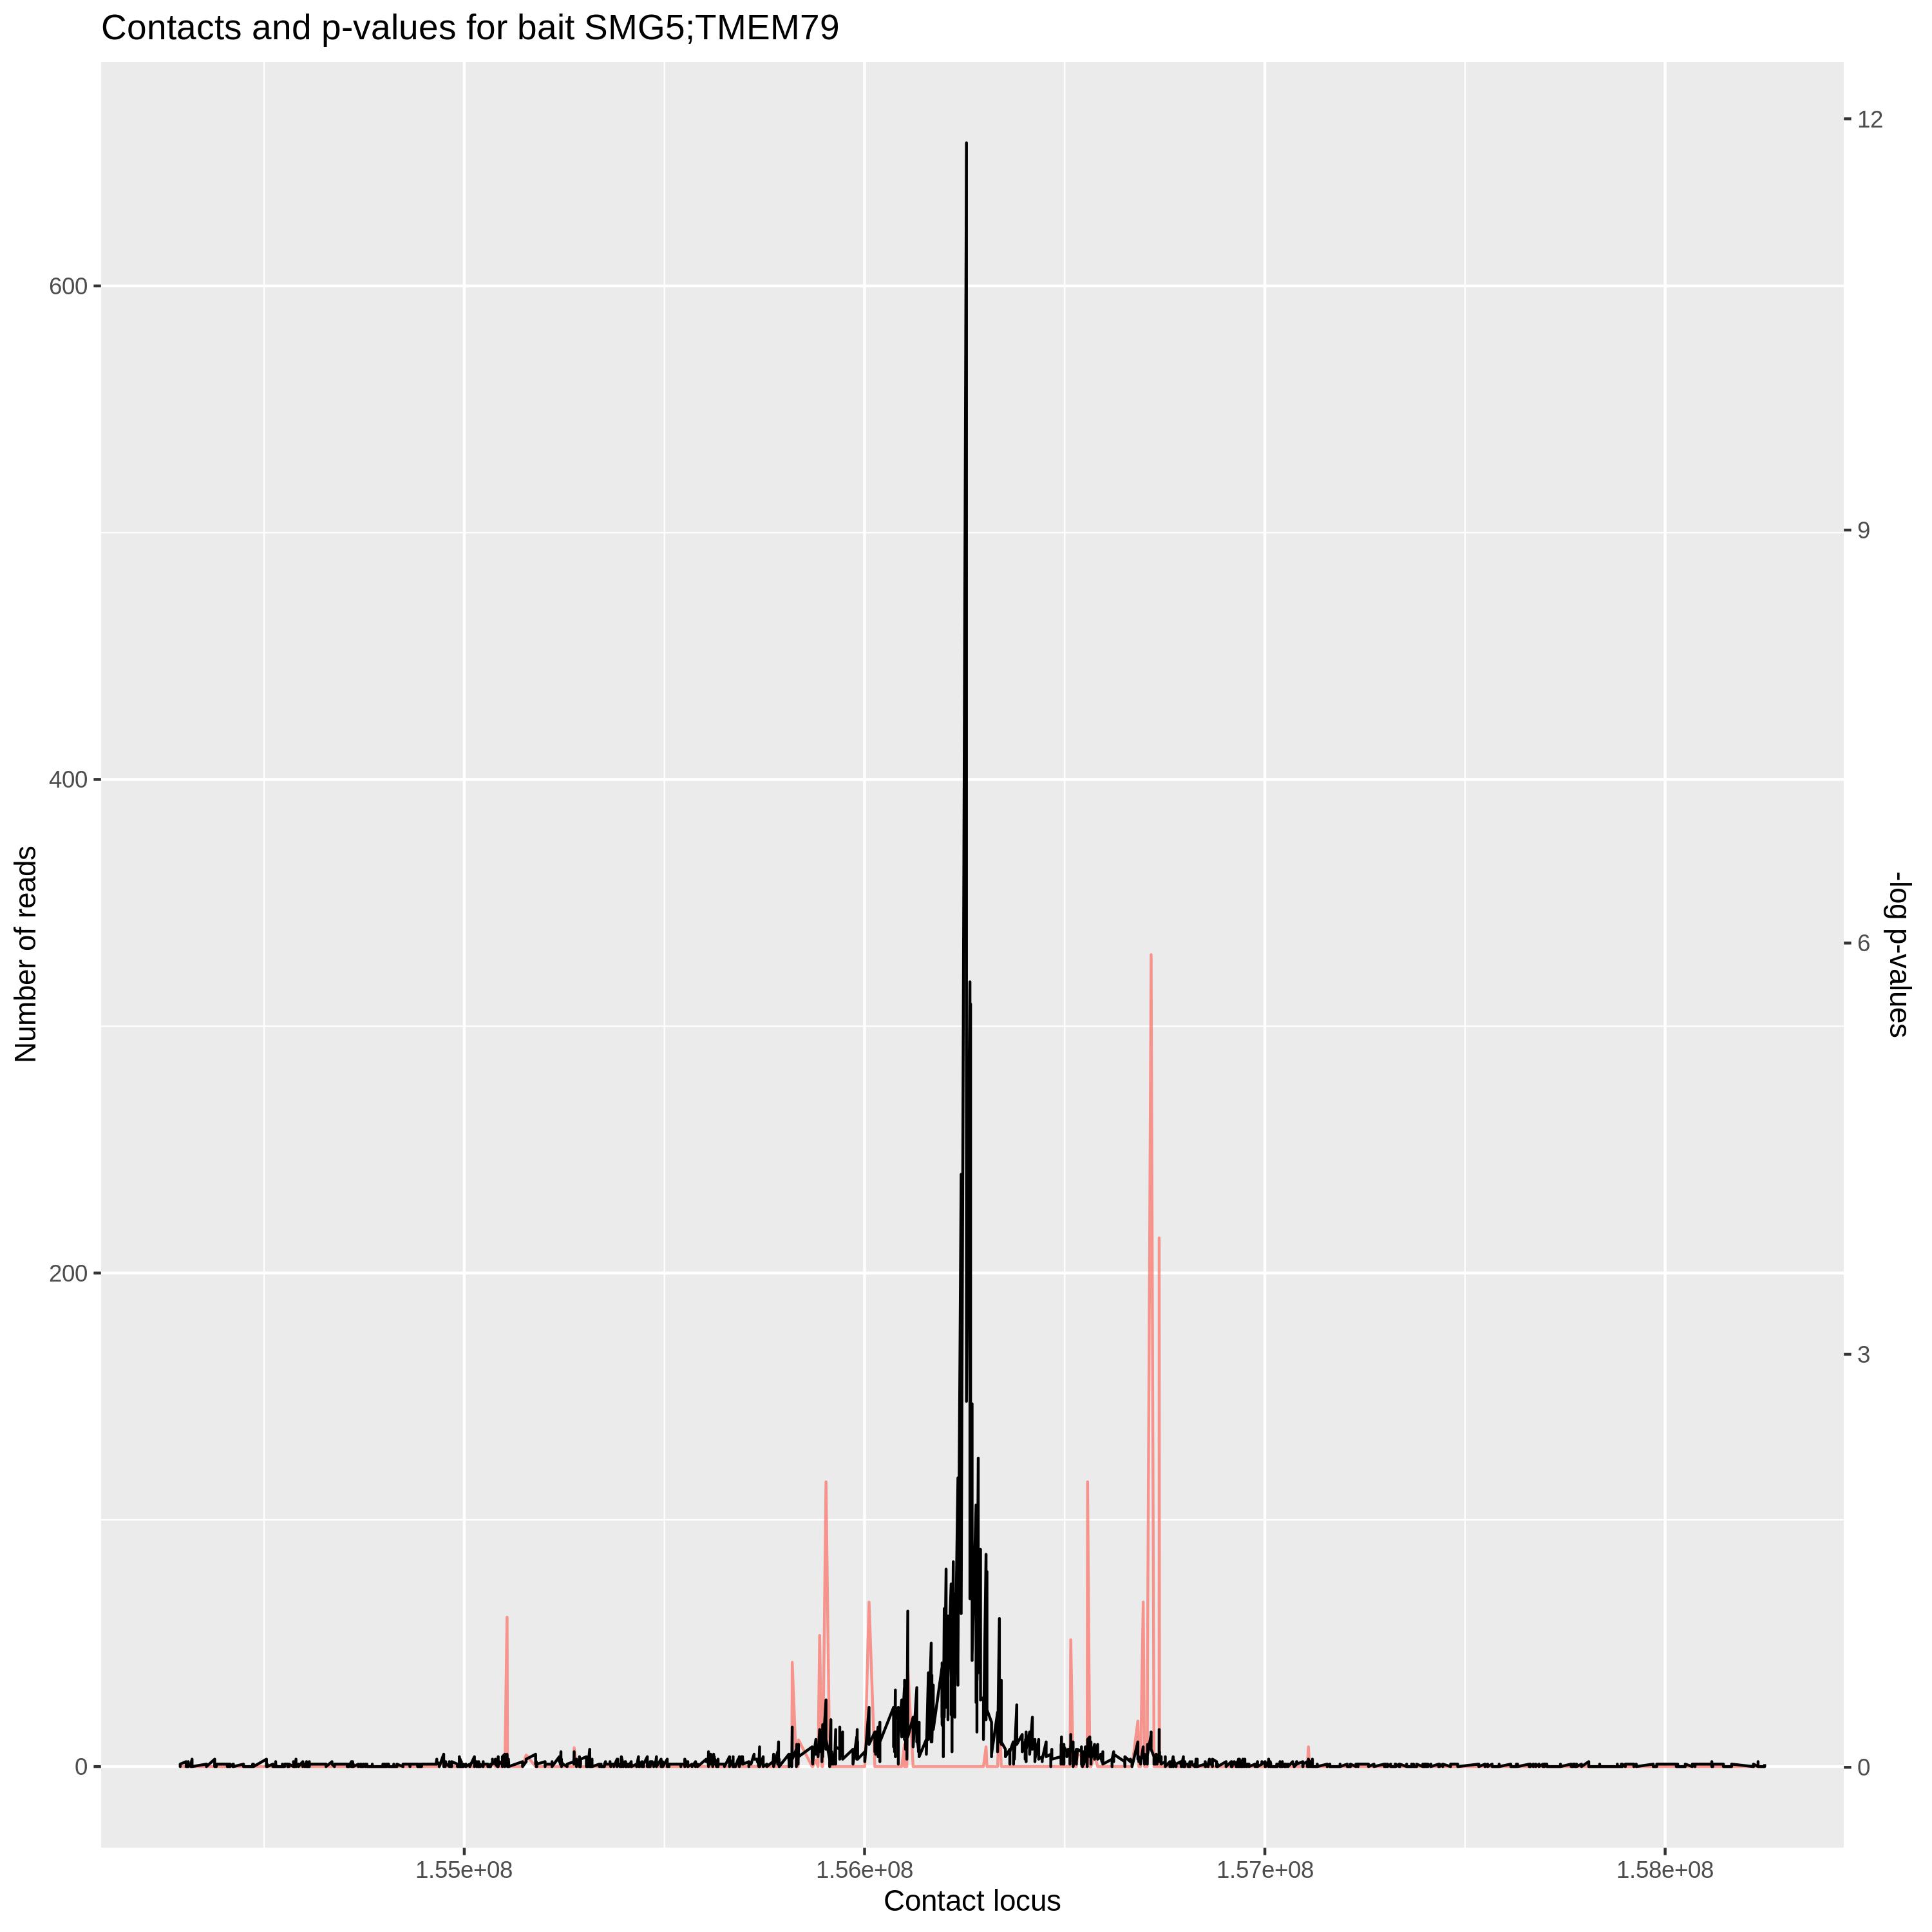 Contacts and p-values for bait SMG5;TMEM79
12
600
9
400
Number of reads
6
-log p-values
200
3
0
0
1.55e+08 1.56e+08 1.57e+08 1.58e+08
Contact locus